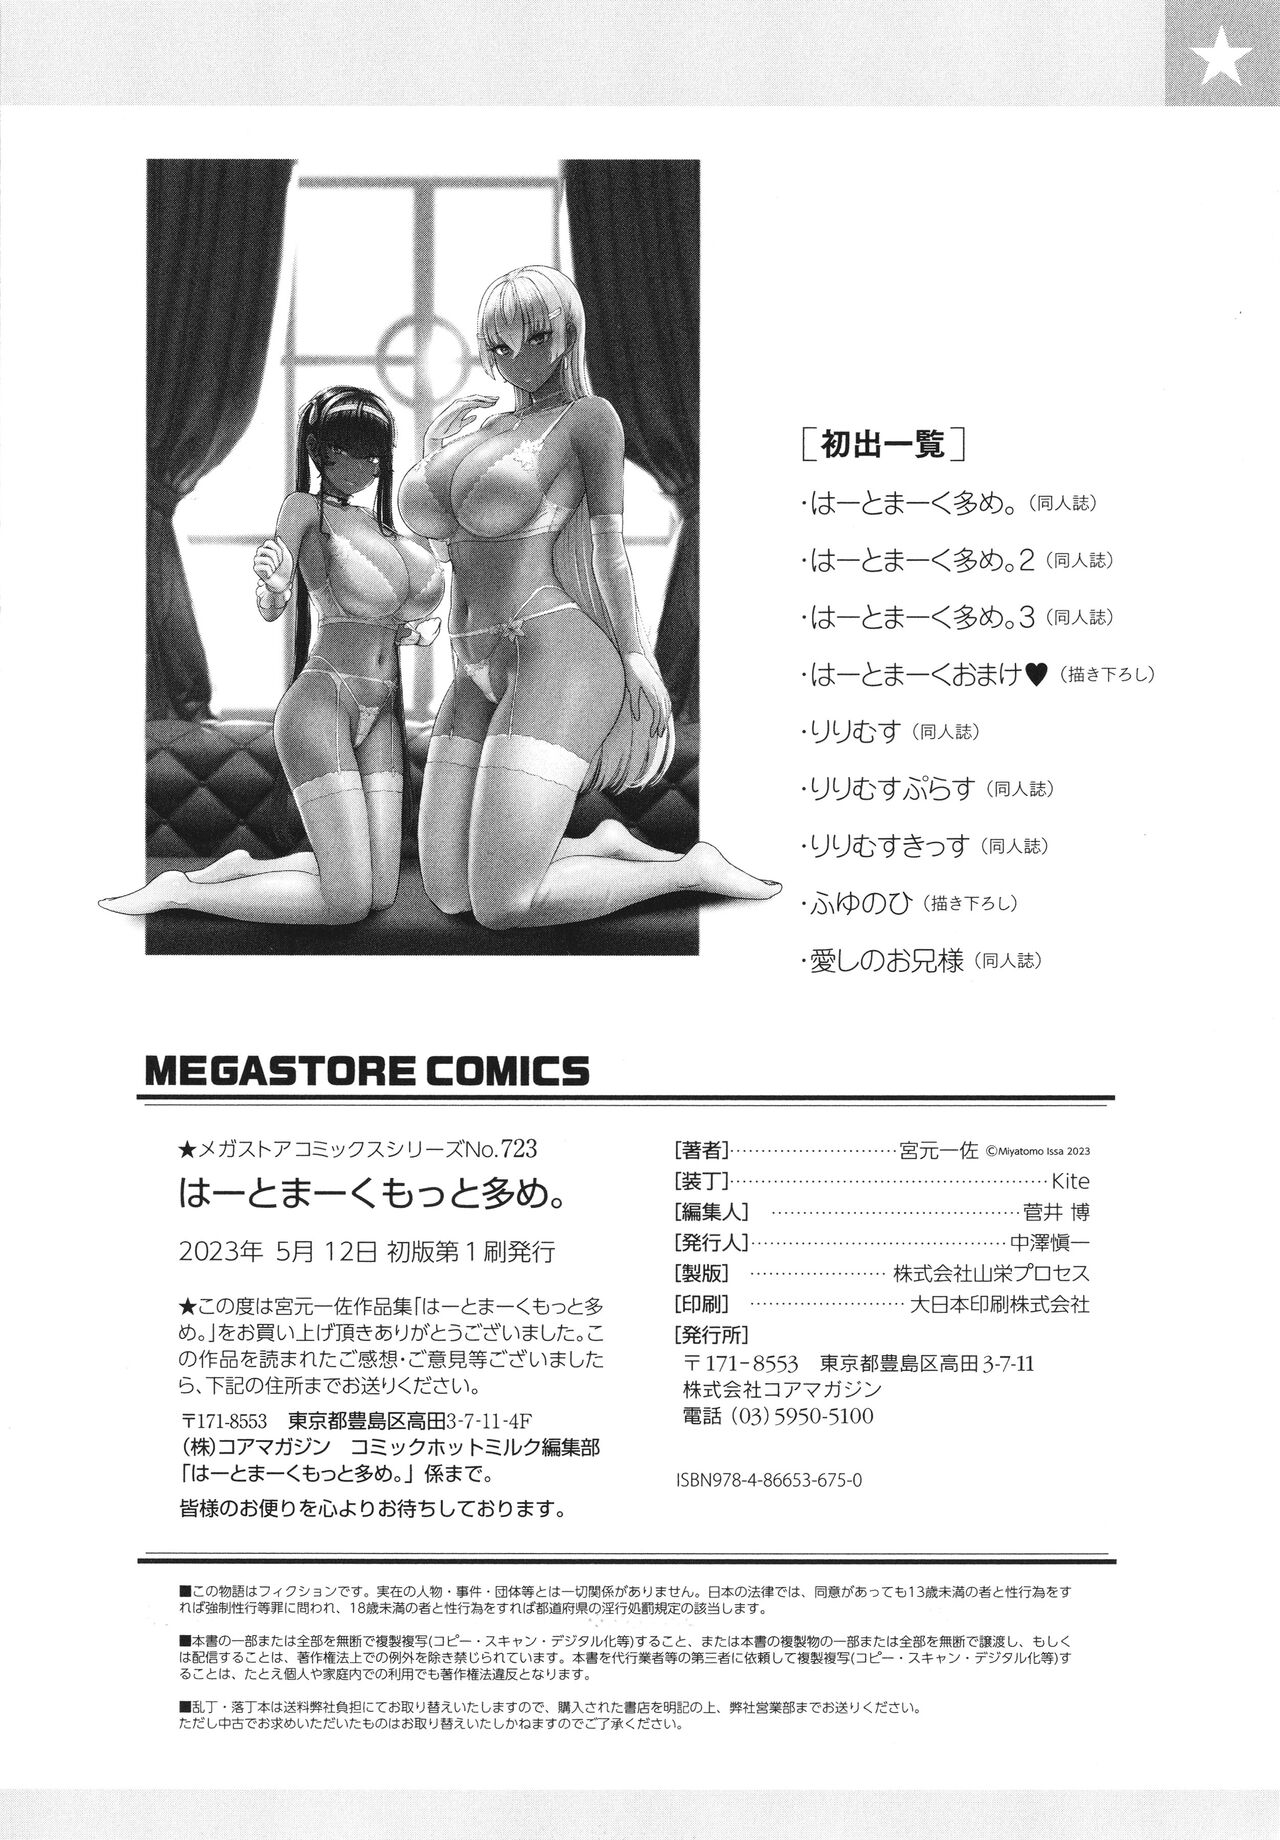 [初出一覧]
・はーとまーく多め。（同人誌）
・はーとまーく多め。2（同人誌）
・はーとまーく多め。3（同人誌）
・はーとまーくおまけ♥（描き下ろし）
・りりむす（同人誌）
・りりむすぷらす（同人誌）
・りりむすきっす（同人誌）
・ふゆのひ（描き下ろし）
・愛しのお兄様（同人誌）
MEGASTORE COMICS
★メガストアコミックスシリーズNo.723
はーとまーくもっと多め。
2023年 5月 12日 初版第1刷発行
★この度は宮元一佐作品集「はーとまーくもっと多
め。」をお買い上げ頂きありがとうございました。こ
の作品を読まれたご感想・ご意見等ございました
ら、下記の住所までお送りください。
〒171-8553　東京都豊島区高田3-7-11-4F
(株)コアマガジン　コミックホットミルク編集部
「はーとまーくもっと多め。」係まで。
皆様のお便りを心よりお待ちしております。
[著者]…………………………宮元一佐 ©Miyatomo Issa 2023
[装丁]…………………………Kite
[編集人]　…………………………菅井 博
[発行人]…………………………中澤愼一
[製版]　…………………株式会社山栄プロセス
[印刷]　…………………大日本印刷株式会社
[発行所]
〒171-8553　東京都豊島区高田3-7-11
株式会社コアマガジン
電話（03）5950-5100
ISBN978-4-86653-675-0
■この物語はフィクションです。実在の人物・事件・団体等とは一切関係がありません。日本の法律では、同意があっても13歳未満の者と性行為をす
れば強制性行等罪に問われ、18歳未満の者と性行為をすれば都道府県の淫行処罰規定の該当します。
■本書の一部または全部を無断で複製複写(コピー・スキャン・デジタル化等)すること、または本書の複製物の一部または全部を無断で譲渡し、もしく
は配信することは、著作権法上での例外を除き禁じられています。本書を代行業者等の第三者に依頼して複製複写(コピー・スキャン・デジタル化等)す
ることは、たとえ個人や家庭内での利用でも著作権法違反となります。
■乱丁・落丁本は送料弊社負担にてお取り替えいたしますので、購入された書店を明記の上、弊社営業部までお送りください。
ただし中古でお求めいただいたものはお取り替えいたしかねますのでご了承ください。